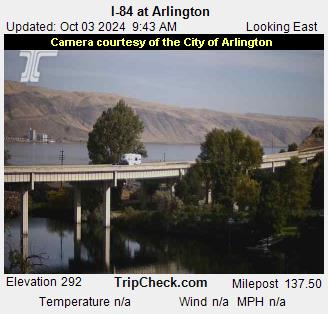 I-84 at Arlington
Updated: Oct 03 2024 9:43 AM Looking East
Camera courtesy of the City of Arlington
Elevation 292 TripCheck.com Milepost 137.50
Temperature n/a Wind n/a MPH n/a